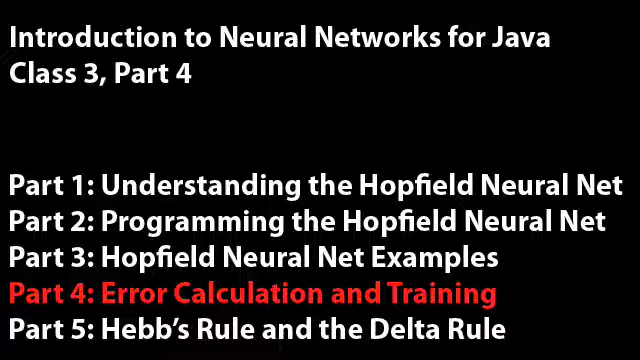 Introduction to Neural Networks for Java
Class 3, Part 4
Part 1: Understanding the Hopfield Neural Net
Part 2: Programming the Hopfield Neural Net
Part 3: Hopfield Neural Net Examples
Part 4: Error Calculation and Training
Part 5: Hebb’s Rule and the Delta Rule